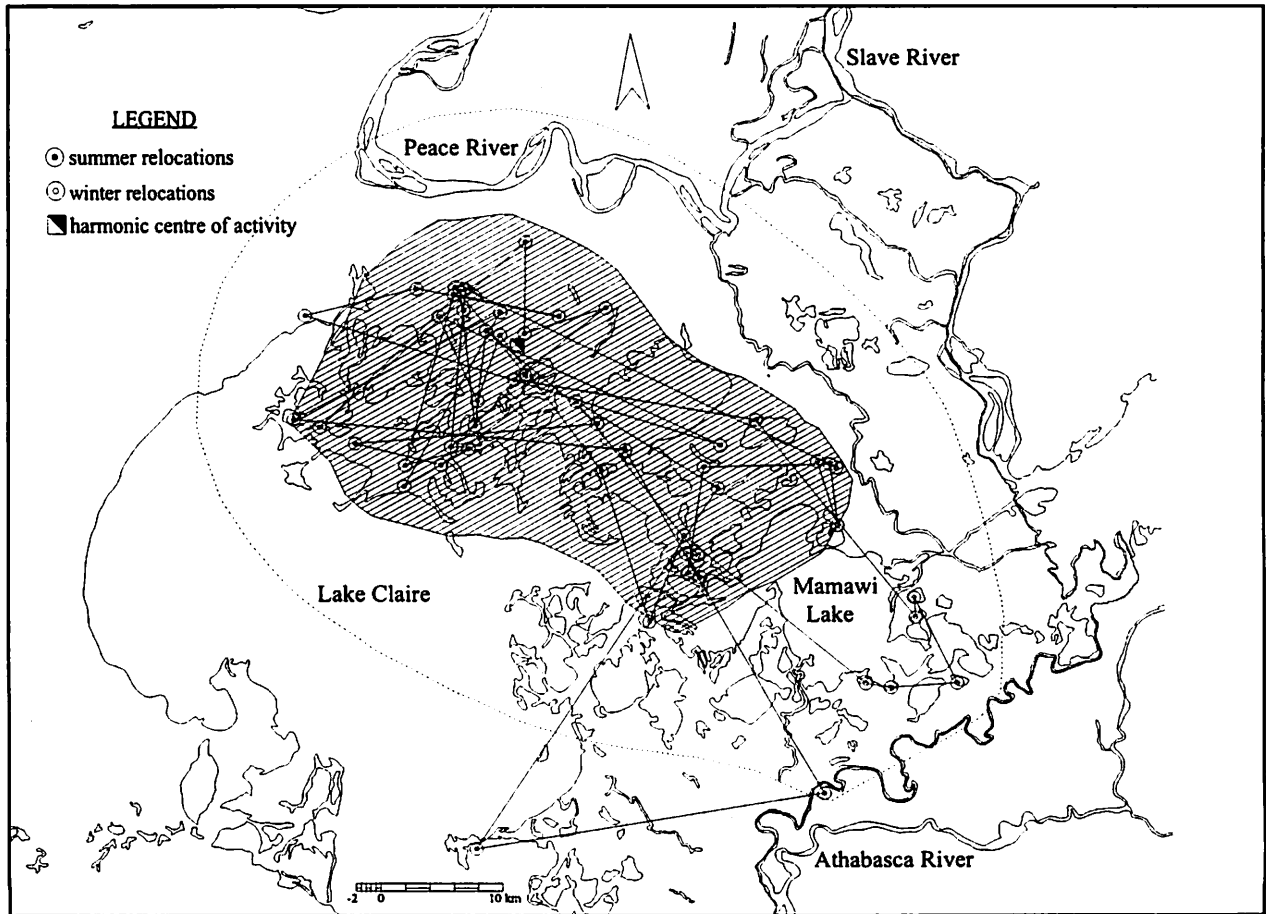 Slave River
LEGEND
summer relocations
winter relocations
harmonic centre of activity
Peace River
Lake Claire
Mamawi
Lake
Athabasca River
-2 0 10 km